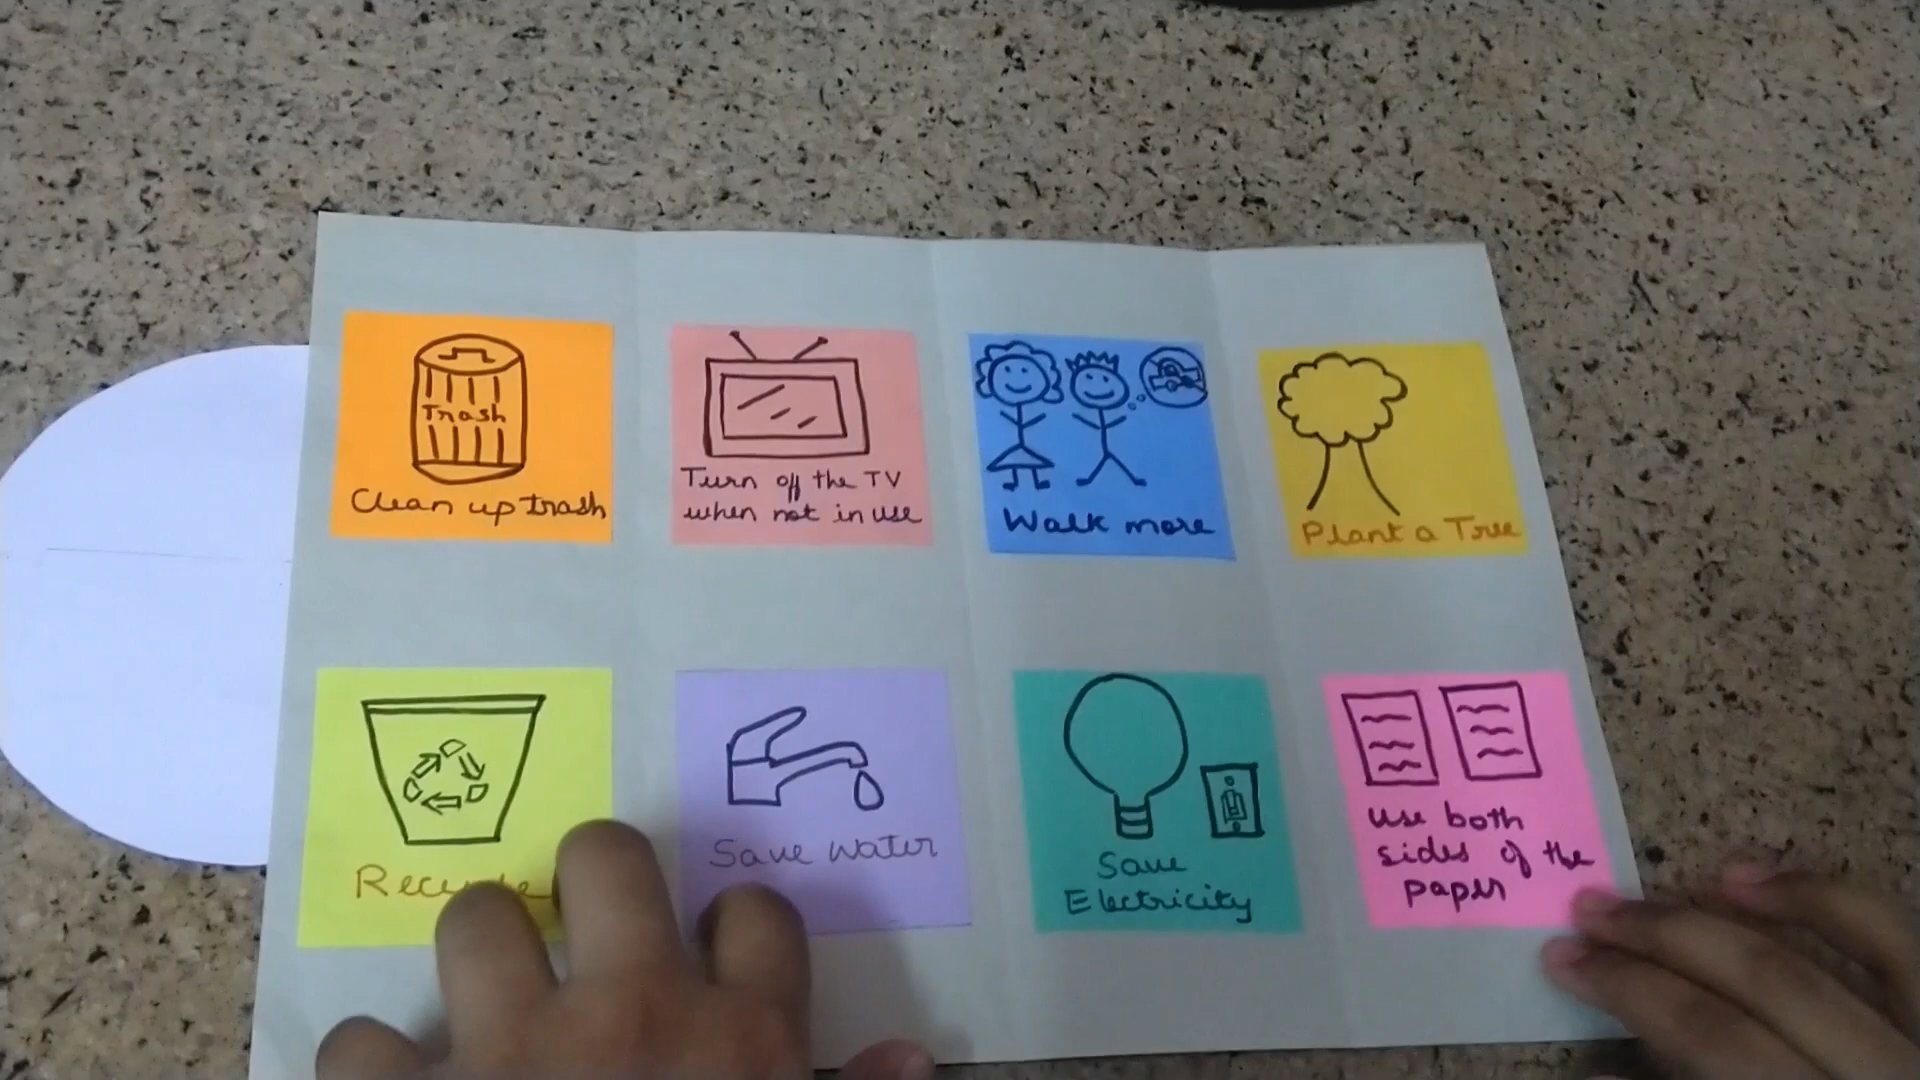 Trash
Clean up trash
Turn off the TV
when not in use
Walk more
Plant a Tree
Save water
Save
Electricity
use both
sides of the
paper